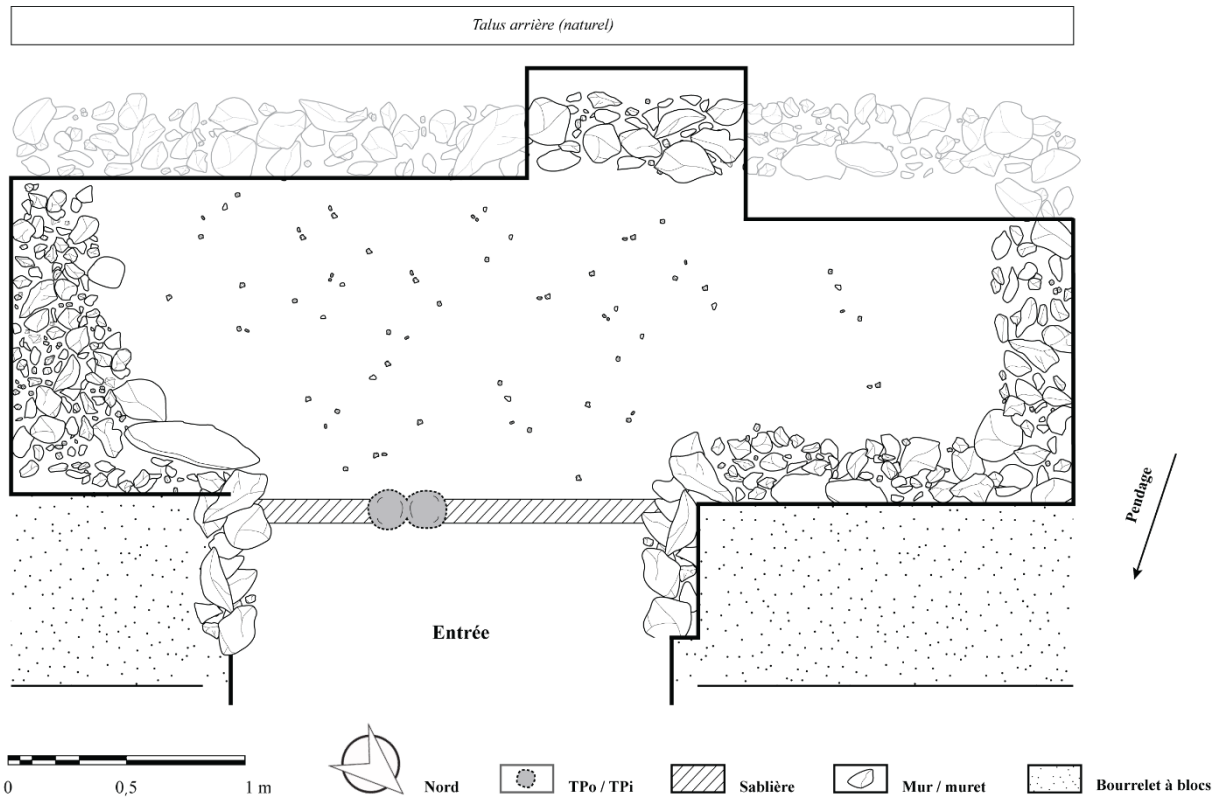 Talus arrière (naturel)
Pendage
Entrée
0
0,5
1 m
Nord
TPo / TPi
Sablière
Mur / muret
Bourrelet à blocs